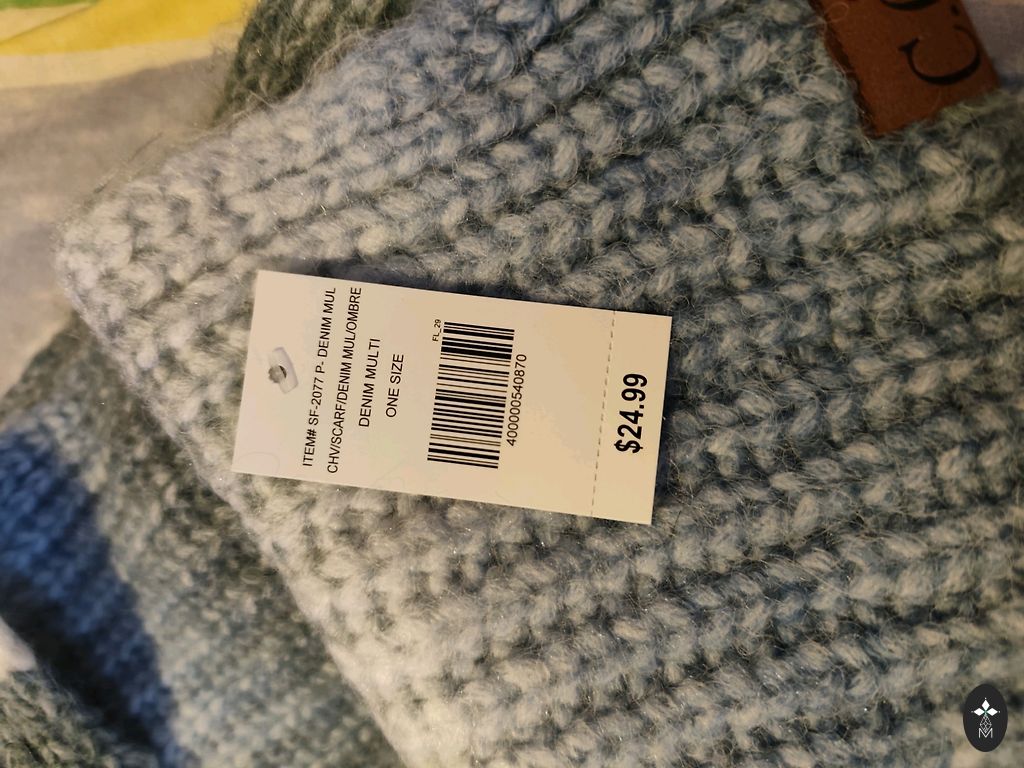 ITEM# SF-2077 P- DENIM MUL
CHV/SCARF/DENIM MUL/OMBRE
DENIM MULTI
ONE SIZE
FL_29
400000540870
$24.99
C.C
M